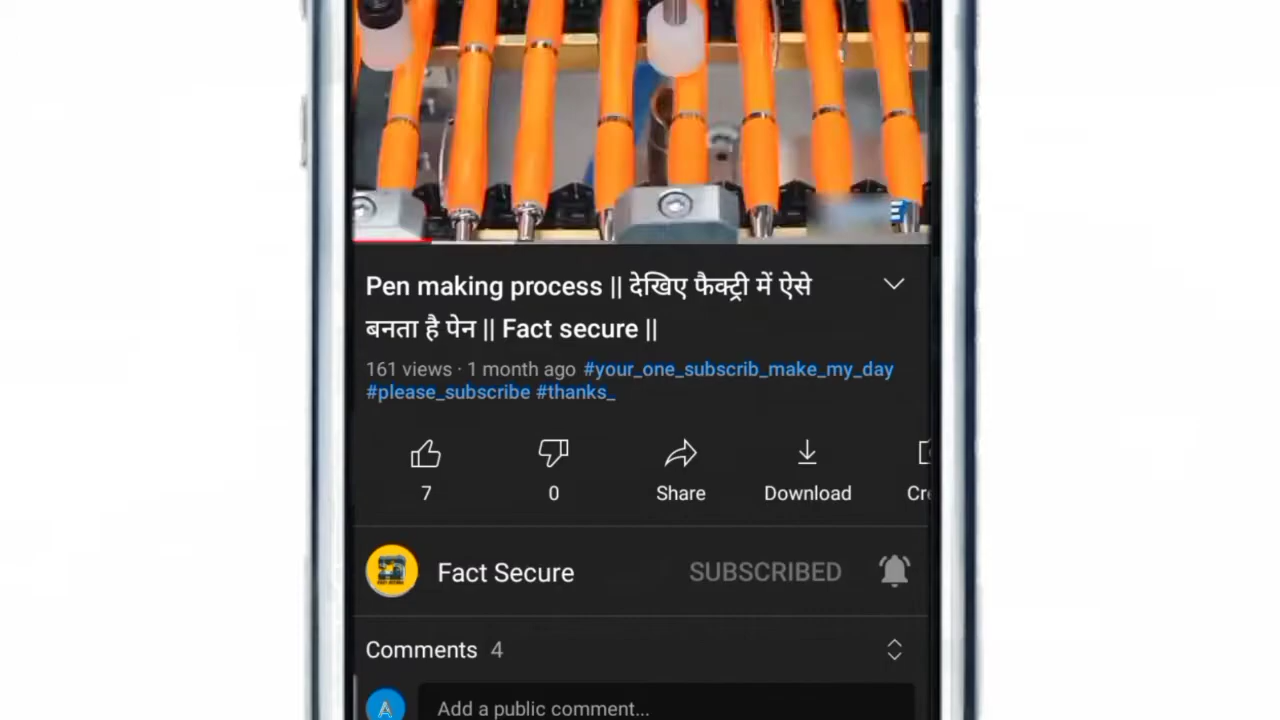 Pen making process || देखिए फैक्ट्री में ऐसे
बनता है पेन || Fact secure ||
161 views · 1 month ago #your_one_subscrib_make_my_day
#please_subscribe #thanks_
7
0
Share
Download
Fact Secure
SUBSCRIBED
Comments 4
A
Add a public comment...